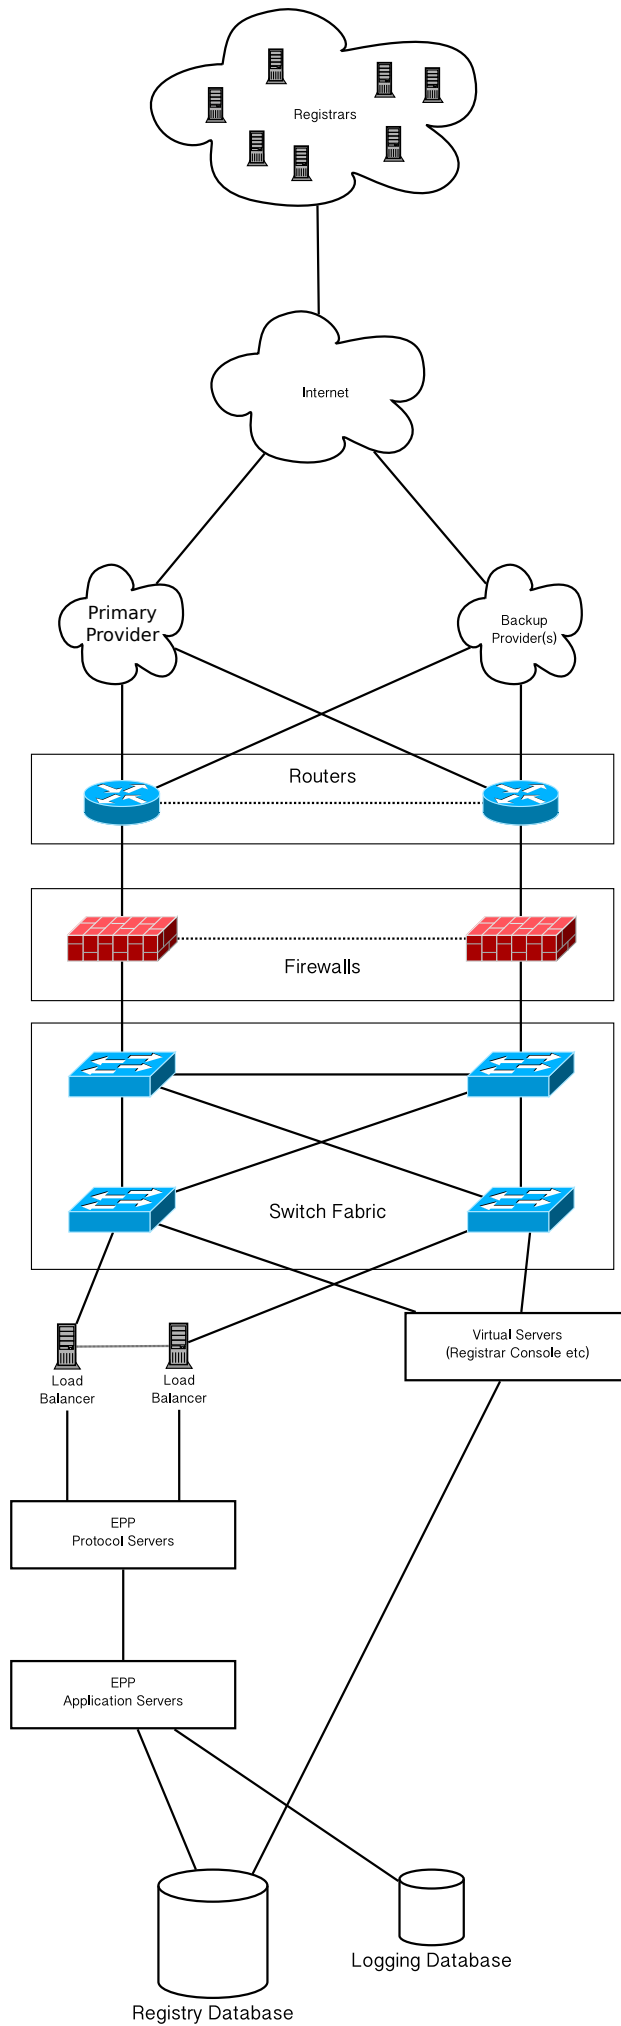 Registrars
Internet
Primary
Provider
Backup
Provider(s)
Routers
Firewalls
Switch Fabric
Virtual Servers
(Registrar Console etc)
Load
Balancer
Load
Balancer
EPP
Protocol Servers
EPP
Application Servers
Logging Database
Registry Database